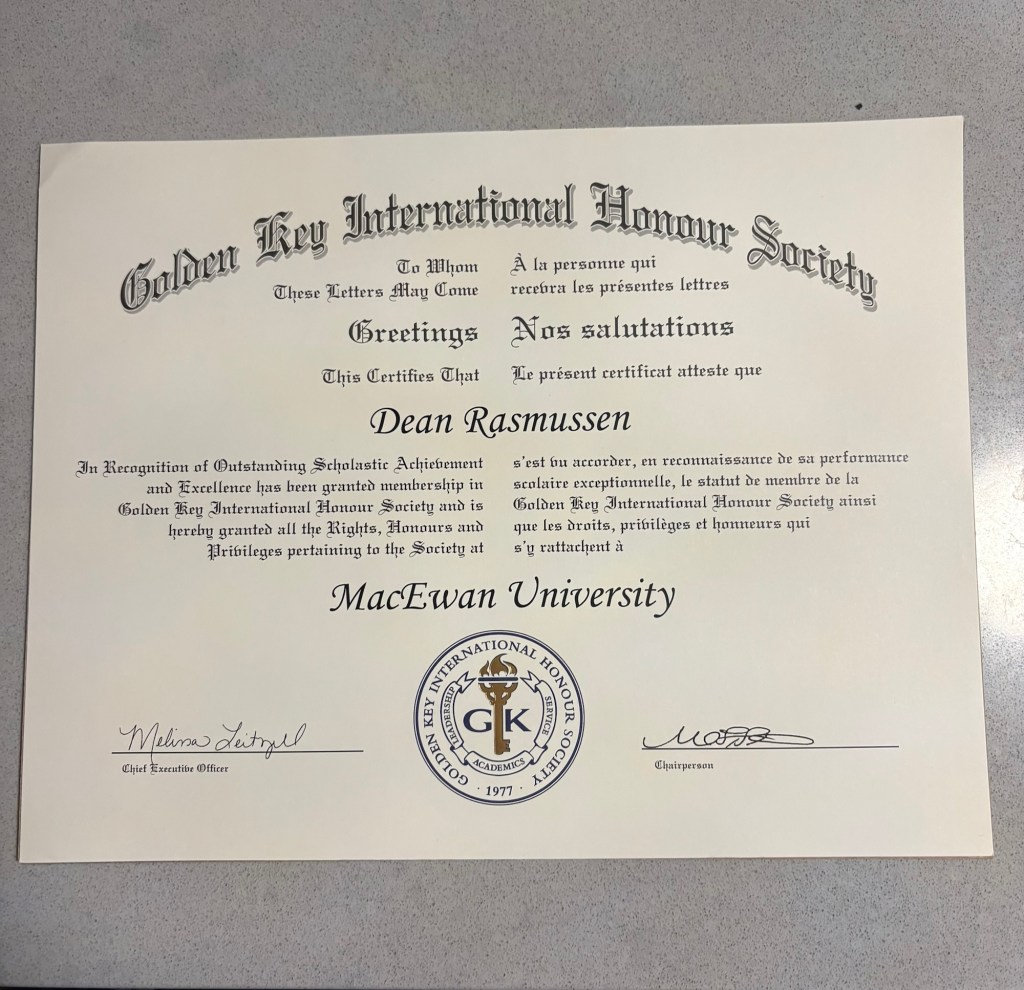 Golden Key International Honour Society
To Whom
These Letters May Come
À la personne qui
recevra les présentes lettres
Greetings
Nos salutations
This Certifies That
Le présent certificat atteste que
Dean Rasmussen
In Recognition of Outstanding Scholastic Achievement
and Excellence has been granted membership in
Golden Key International Honour Society and is
hereby granted all the Rights, Honours and
Privileges pertaining to the Society at
s'est vu accorder, en reconnaissance de sa performance
scolaire exceptionnelle, le statut de membre de la
Golden Key International Honour Society ainsi
que les droits, privilèges et honneurs qui
s'y rattachent à
MacEwan University
GOLDEN KEY INTERNATIONAL HONOUR SOCIETY
LEADERSHIP
ACADEMICS
SERVICE
G K
· 1977 ·
Melissa Leitzell
Chief Executive Officer
Chairperson